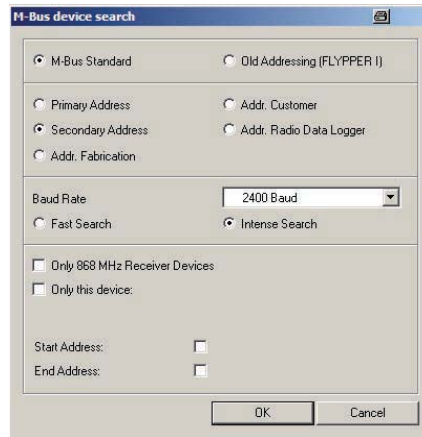 M-Bus device search
M-Bus Standard Old Addressing (FLYPPER I)
Primary Address Addr. Customer
Secondary Address Addr. Radio Data Logger
Addr. Fabrication
Baud Rate 2400 Baud
Fast Search Intense Search
Only 868 MHz Receiver Devices
Only this device:
Start Address:
End Address:
OK Cancel